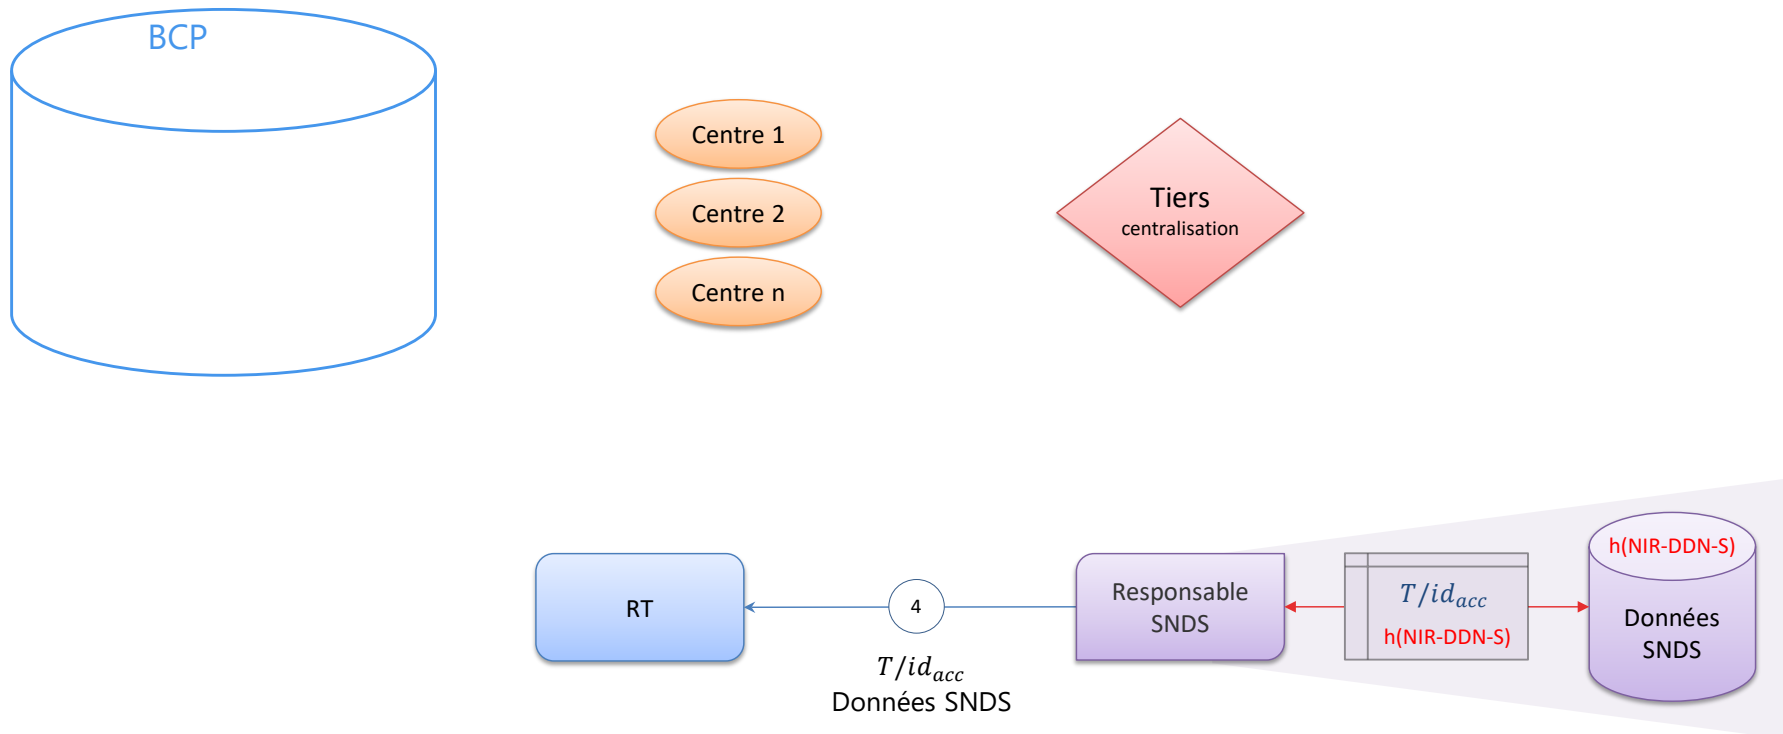 BCP
Centre 1
Centre 2
Centre n
Tiers
centralisation
RT
4
T/id_acc
Données SNDS
Responsable
SNDS
T/id_acc
h(NIR-DDN-S)
h(NIR-DDN-S)
Données
SNDS